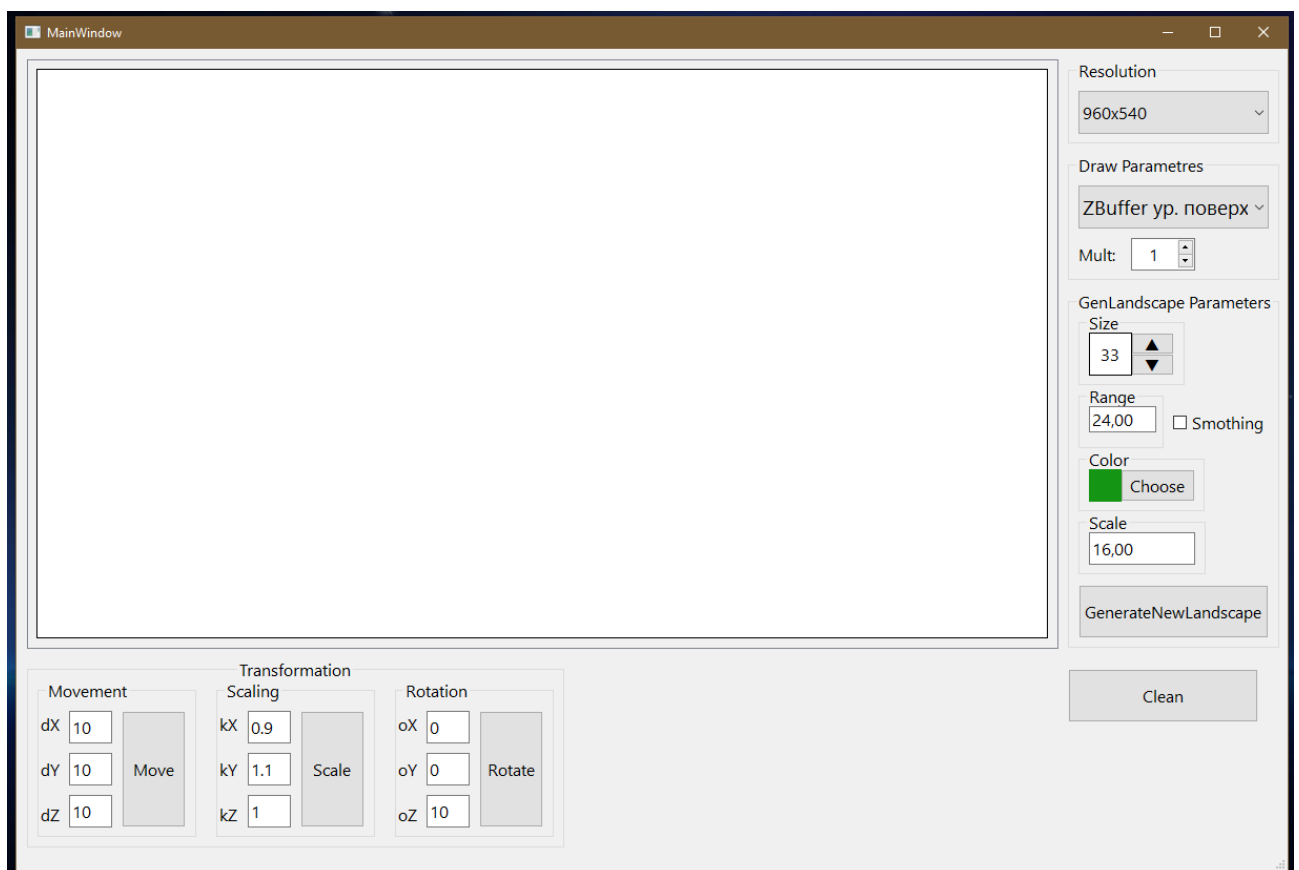 MainWindow
Resolution
960x540
Draw Parametres
ZBuffer ур. поверх
Mult: 1
GenLandscape Parameters
Size
33
Range
24,00
Smothing
Color
Choose
Scale
16,00
GenerateNewLandscape
Clean
Transformation
Movement Scaling Rotation
dX 10 kX 0.9 oX 0
dY 10 Move kY 1.1 Scale oY 0 Rotate
dZ 10 kZ 1 oZ 10